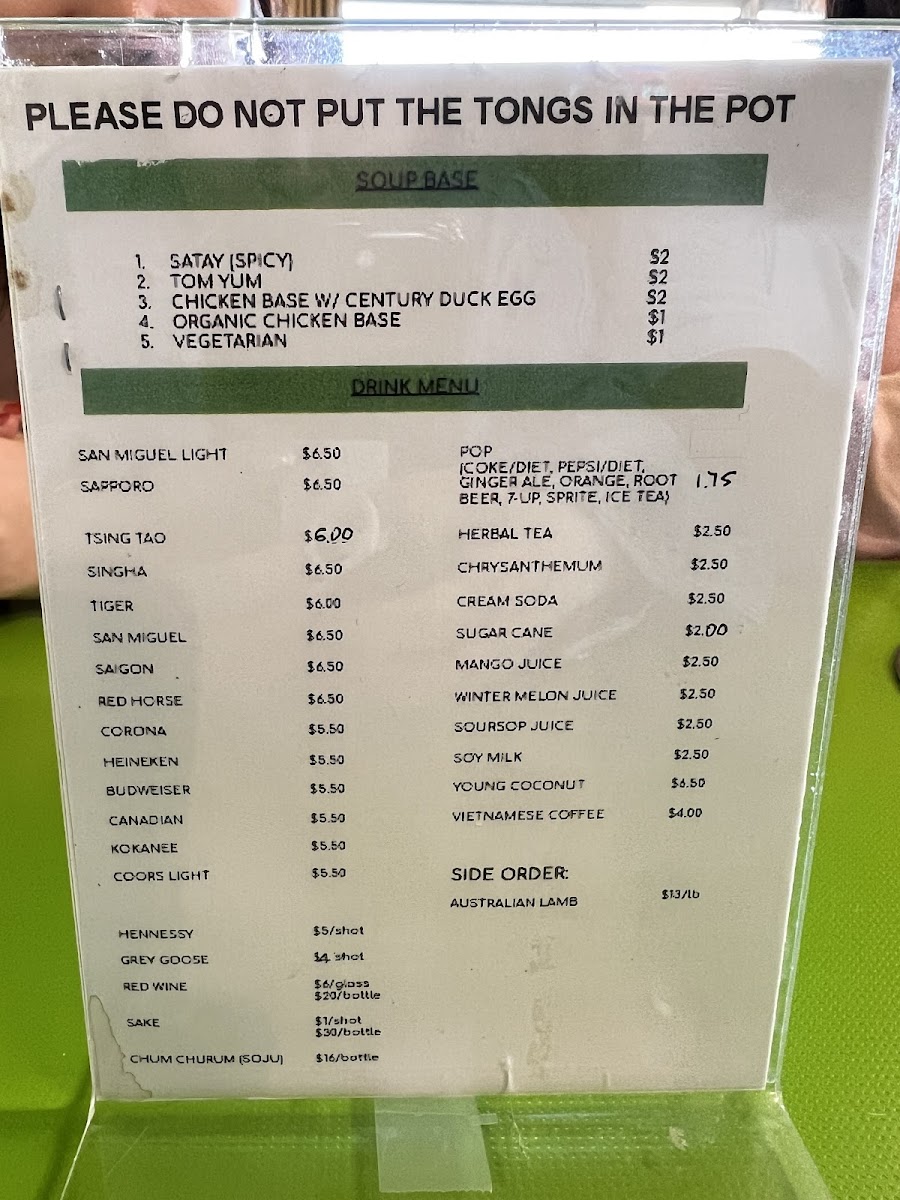 PLEASE DO NOT PUT THE TONGS IN THE POT
SOUP BASE
1. SATAY (SPICY) $2
2. TOM YUM $2
3. CHICKEN BASE W/ CENTURY DUCK EGG $2
4. ORGANIC CHICKEN BASE $1
5. VEGETARIAN $1
DRINK MENU
SAN MIGUEL LIGHT $6.50
SAPPORO $6.50
TSING TAO $6.00
SINGHA $6.50
TIGER $6.00
SAN MIGUEL $6.50
SAIGON $6.50
RED HORSE $6.50
CORONA $5.50
HEINEKEN $5.50
BUDWEISER $5.50
CANADIAN $5.50
KOKANEE $5.50
COORS LIGHT $5.50
HENNESSY $5/shot
GREY GOOSE $4 shot
RED WINE $6/glass
$20/bottle
SAKE $1/shot
$30/bottle
CHUM CHURUM (SOJU) $16/bottle
POP
(COKE/DIET, PEPSI/DIET,
GINGER ALE, ORANGE, ROOT 1.75
BEER, 7-UP, SPRITE, ICE TEA)
HERBAL TEA $2.50
CHRYSANTHEMUM $2.50
CREAM SODA $2.50
SUGAR CANE $2.00
MANGO JUICE $2.50
WINTER MELON JUICE $2.50
SOURSOP JUICE $2.50
SOY MILK $2.50
YOUNG COCONUT $6.50
VIETNAMESE COFFEE $4.00
SIDE ORDER:
AUSTRALIAN LAMB $13/lb